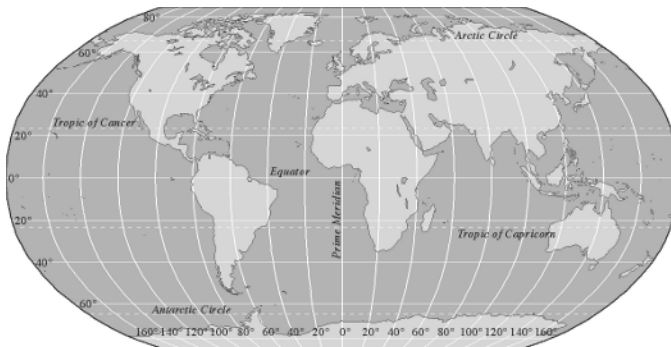 80°
Arctic Circle
40°
Tropic of Cancer
20°
Equator
0°
Prime Meridian
20°
Tropic of Capricorn
40°
60°
Antarctic Circle
160° 140° 120° 100° 80° 60° 40° 20° 0° 20° 40° 60° 80° 100° 120° 140° 160°